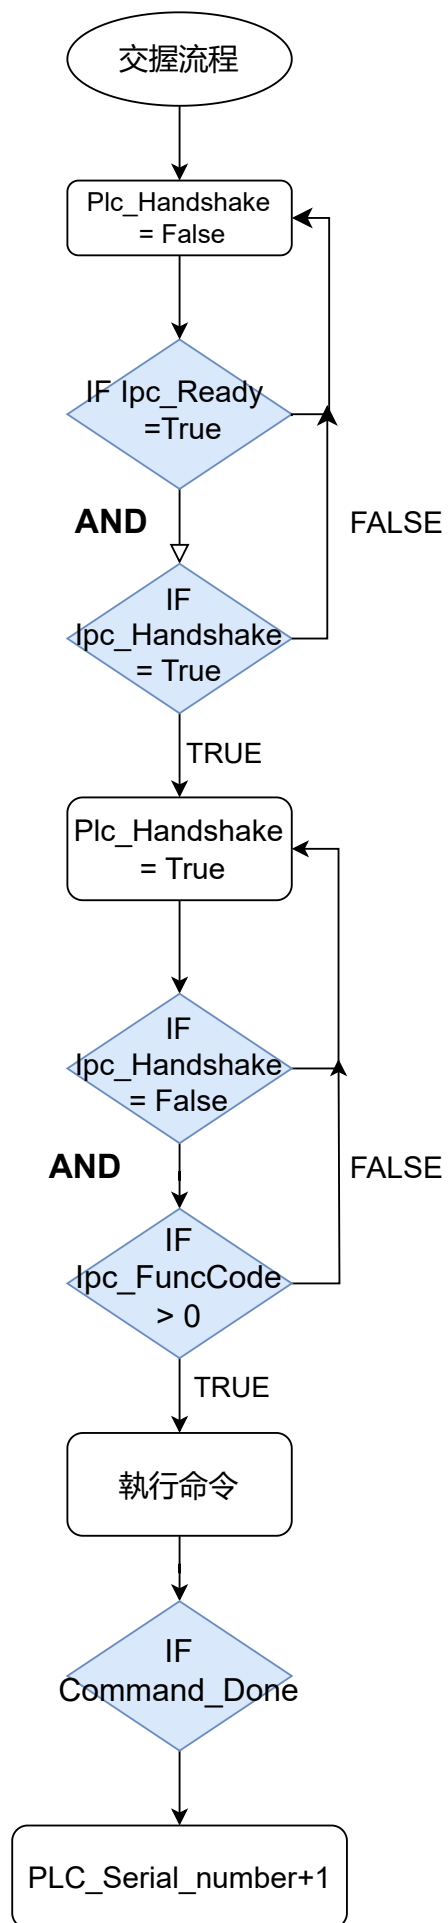 交握流程
Plc_Handshake
= False
IF Ipc_Ready
=True
AND
FALSE
IF
Ipc_Handshake
= True
TRUE
Plc_Handshake
= True
IF
Ipc_Handshake
= False
AND
FALSE
IF
Ipc_FuncCode
> 0
TRUE
執行命令
IF
Command_Done
PLC_Serial_number+1